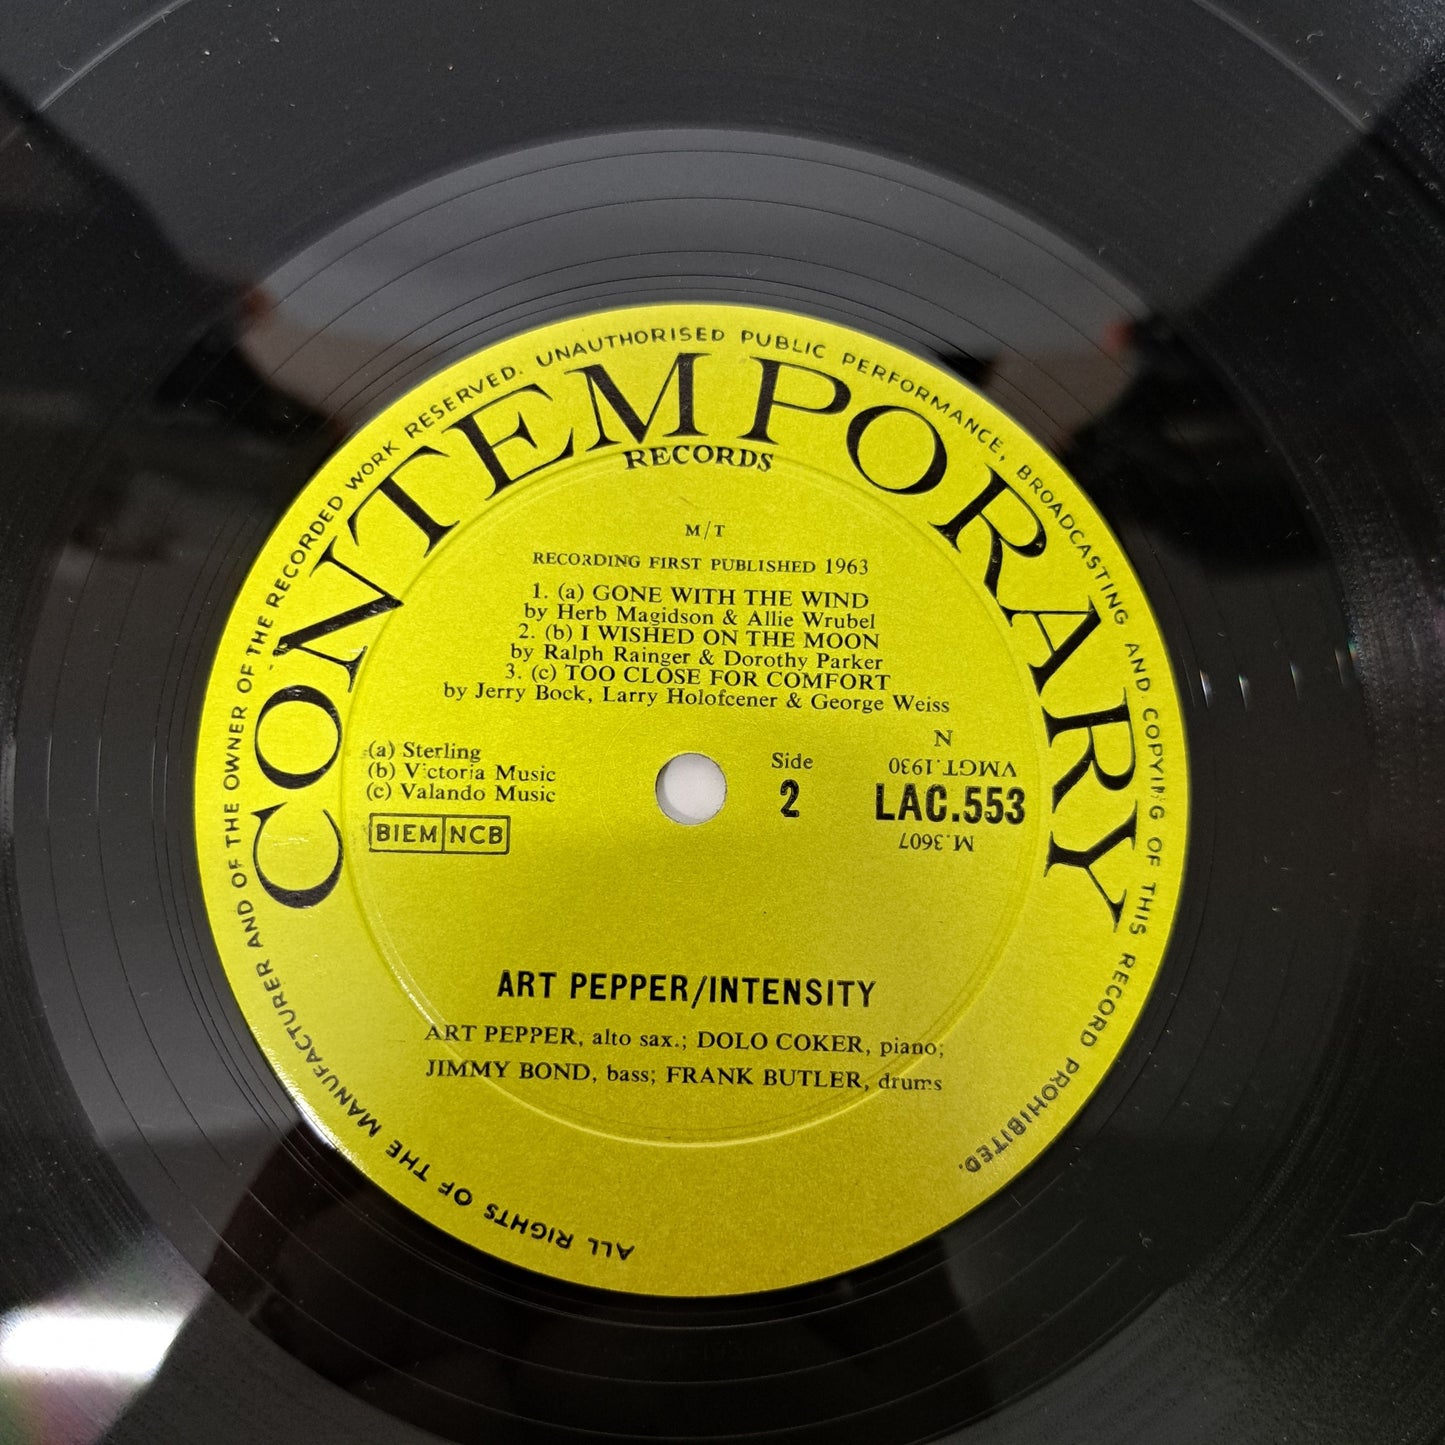 ALL RIGHTS OF THE MANUFACTURER AND OF THE OWNER OF THE RECORDED WORK RESERVED. UNAUTHORISED PUBLIC PERFORMANCE, BROADCASTING AND COPYING OF THIS RECORD PROHIBITED.
CONTEMPORARY
RECORDS
M/T
RECORDING FIRST PUBLISHED 1963
1. (a) GONE WITH THE WIND
by Herb Magidson & Allie Wrubel
2. (b) I WISHED ON THE MOON
by Ralph Rainger & Dorothy Parker
3. (c) TOO CLOSE FOR COMFORT
by Jerry Bock, Larry Holofcener & George Weiss
(a) Sterling
(b) Victoria Music
(c) Valando Music
BIEM NCB
Side
2
N
VMGT.1930
LAC.553
M.3607
ART PEPPER/INTENSITY
ART PEPPER, alto sax.; DOLO COKER, piano;
JIMMY BOND, bass; FRANK BUTLER, drums